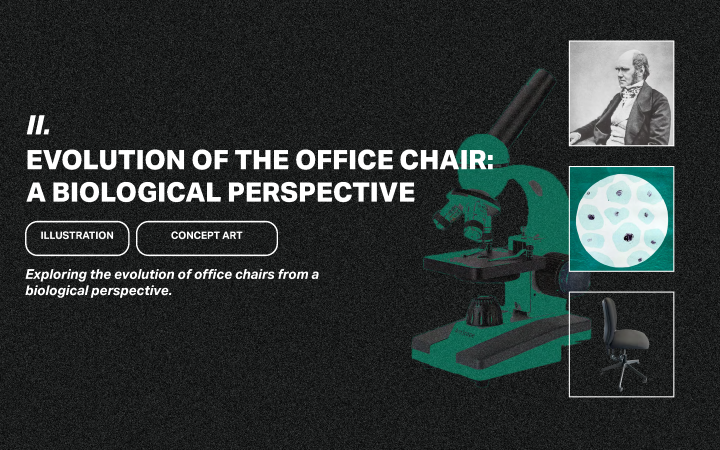 II.
EVOLUTION OF THE OFFICE CHAIR:
A BIOLOGICAL PERSPECTIVE
ILLUSTRATION
CONCEPT ART
Exploring the evolution of office chairs from a
biological perspective.